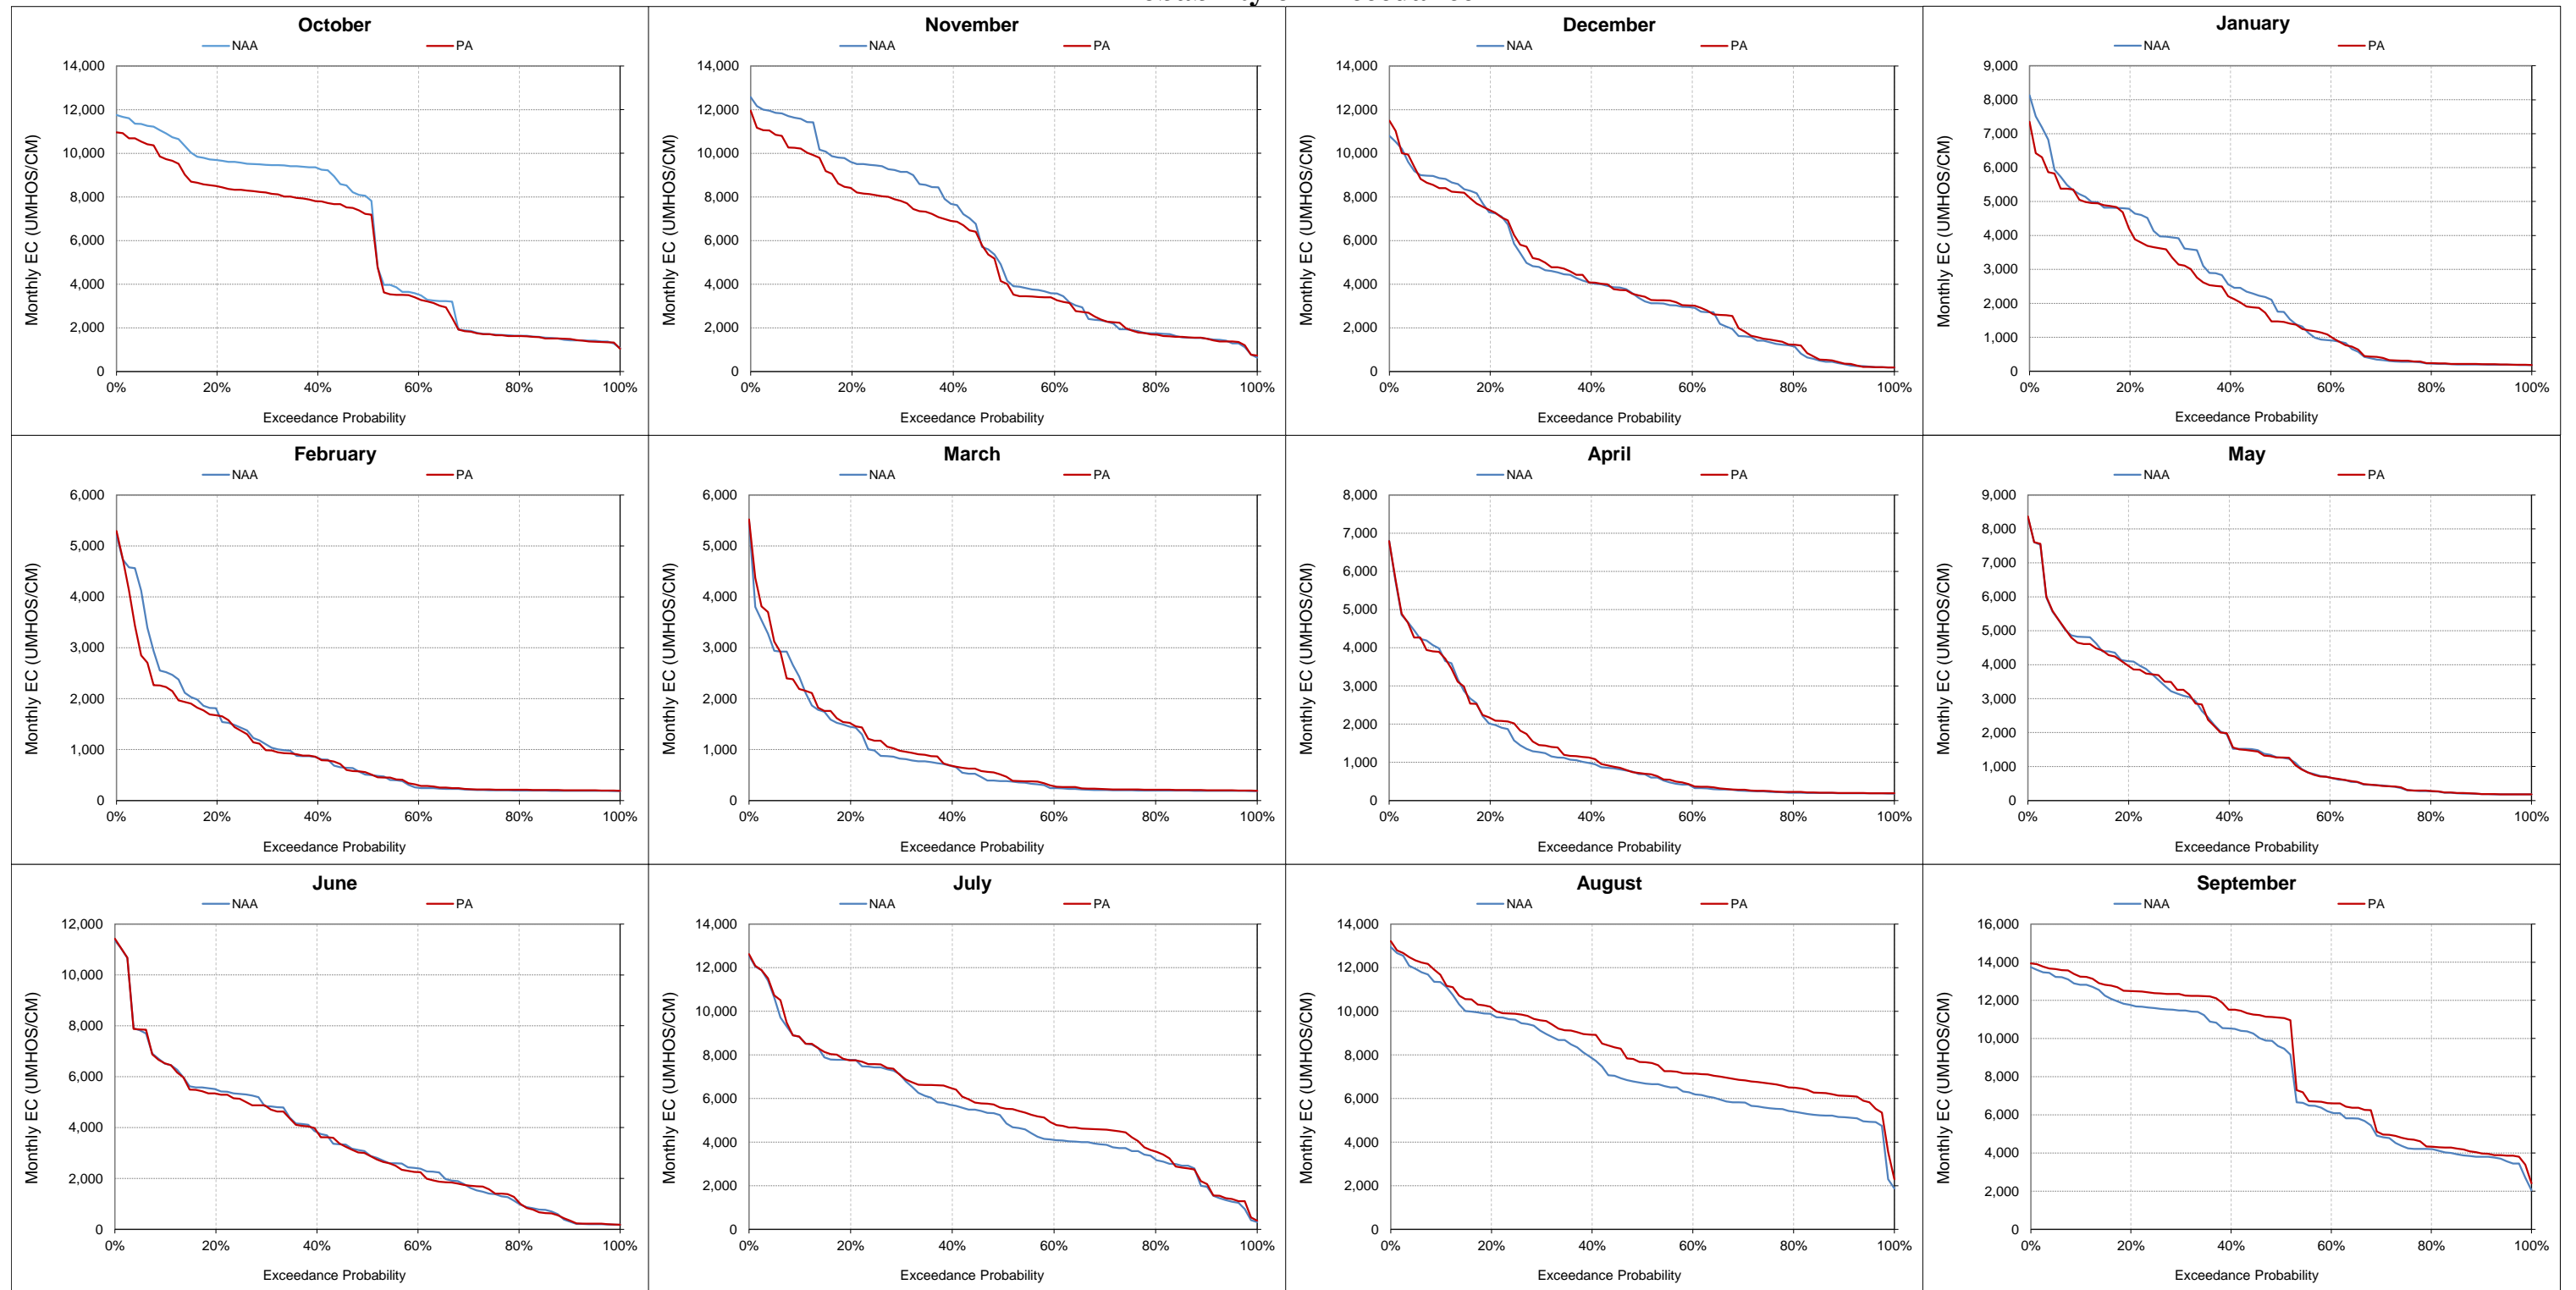 October
NAA PA
Monthly EC (UMHOS/CM)
14,000
12,000
10,000
8,000
6,000
4,000
2,000
0
0% 20% 40% 60% 80% 100%
Exceedance Probability
November
NAA PA
Monthly EC (UMHOS/CM)
14,000
12,000
10,000
8,000
6,000
4,000
2,000
0
0% 20% 40% 60% 80% 100%
Exceedance Probability
December
NAA PA
Monthly EC (UMHOS/CM)
14,000
12,000
10,000
8,000
6,000
4,000
2,000
0
0% 20% 40% 60% 80% 100%
Exceedance Probability
January
NAA PA
Monthly EC (UMHOS/CM)
9,000
8,000
7,000
6,000
5,000
4,000
3,000
2,000
1,000
0
0% 20% 40% 60% 80% 100%
Exceedance Probability
February
NAA PA
Monthly EC (UMHOS/CM)
6,000
5,000
4,000
3,000
2,000
1,000
0
0% 20% 40% 60% 80% 100%
Exceedance Probability
March
NAA PA
Monthly EC (UMHOS/CM)
6,000
5,000
4,000
3,000
2,000
1,000
0
0% 20% 40% 60% 80% 100%
Exceedance Probability
April
NAA PA
Monthly EC (UMHOS/CM)
8,000
7,000
6,000
5,000
4,000
3,000
2,000
1,000
0
0% 20% 40% 60% 80% 100%
Exceedance Probability
May
NAA PA
Monthly EC (UMHOS/CM)
9,000
8,000
7,000
6,000
5,000
4,000
3,000
2,000
1,000
0
0% 20% 40% 60% 80% 100%
Exceedance Probability
June
NAA PA
Monthly EC (UMHOS/CM)
12,000
10,000
8,000
6,000
4,000
2,000
0
0% 20% 40% 60% 80% 100%
Exceedance Probability
July
NAA PA
Monthly EC (UMHOS/CM)
14,000
12,000
10,000
8,000
6,000
4,000
2,000
0
0% 20% 40% 60% 80% 100%
Exceedance Probability
August
NAA PA
Monthly EC (UMHOS/CM)
14,000
12,000
10,000
8,000
6,000
4,000
2,000
0
0% 20% 40% 60% 80% 100%
Exceedance Probability
September
NAA PA
Monthly EC (UMHOS/CM)
16,000
14,000
12,000
10,000
8,000
6,000
4,000
2,000
0
0% 20% 40% 60% 80% 100%
Exceedance Probability